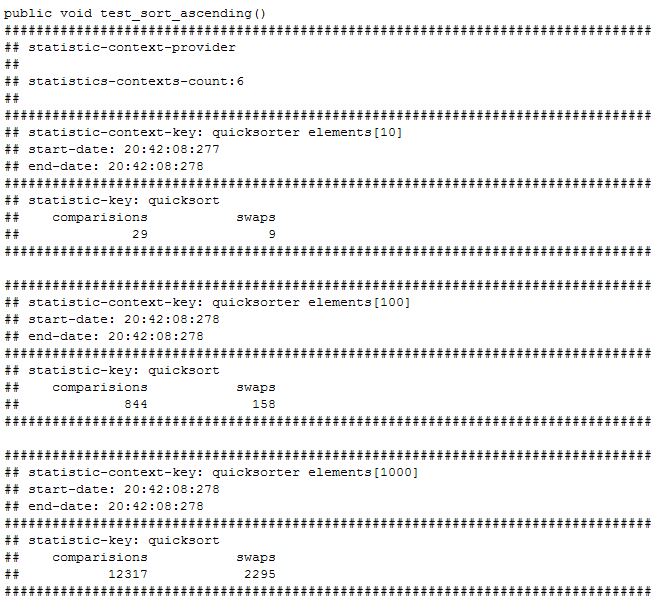 public void test_sort_ascending()
#################################################################################
## statistic-context-provider
##
## statistics-contexts-count:6
##
#################################################################################
## statistic-context-key: quicksorter elements[10]
## start-date: 20:42:08:277
## end-date: 20:42:08:278
#################################################################################
## statistic-key: quicksort
##    comparisions           swaps
##              29               9
#################################################################################
#################################################################################
## statistic-context-key: quicksorter elements[100]
## start-date: 20:42:08:278
## end-date: 20:42:08:278
#################################################################################
## statistic-key: quicksort
##    comparisions           swaps
##             844             158
#################################################################################
#################################################################################
## statistic-context-key: quicksorter elements[1000]
## start-date: 20:42:08:278
## end-date: 20:42:08:278
#################################################################################
## statistic-key: quicksort
##    comparisions           swaps
##           12317            2295
#################################################################################